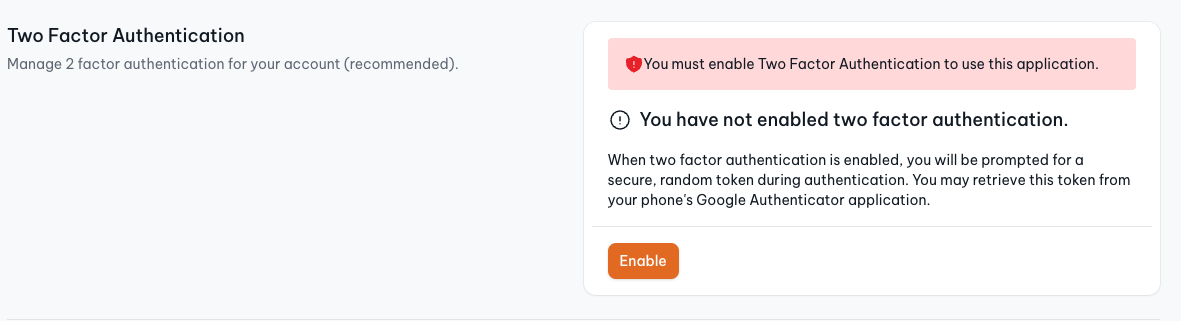 Two Factor Authentication
Manage 2 factor authentication for your account (recommended).
You must enable Two Factor Authentication to use this application.
You have not enabled two factor authentication.
When two factor authentication is enabled, you will be prompted for a
secure, random token during authentication. You may retrieve this token from
your phone's Google Authenticator application.
Enable